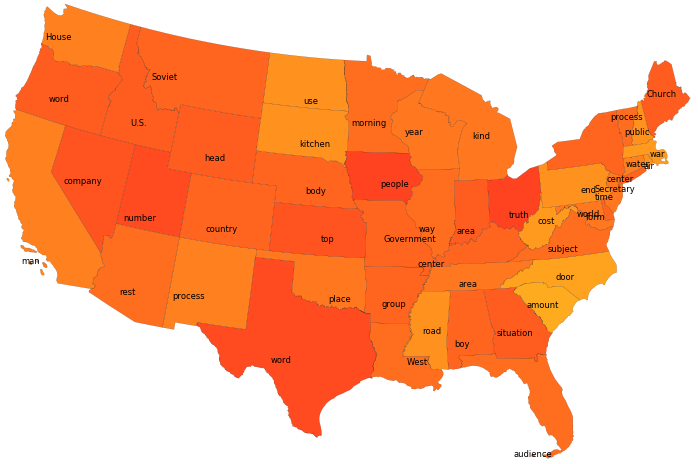 House
Soviet
word
U.S.
head
company
number
country
man
rest
process
use
kitchen
body
top
place
word
morning
year
kind
people
way
Government
area
truth
center
area
group
road
boy
West
situation
audience
Church
process
public
war
water
air
center
end
Secretary
time
world
form
cost
subject
door
amount